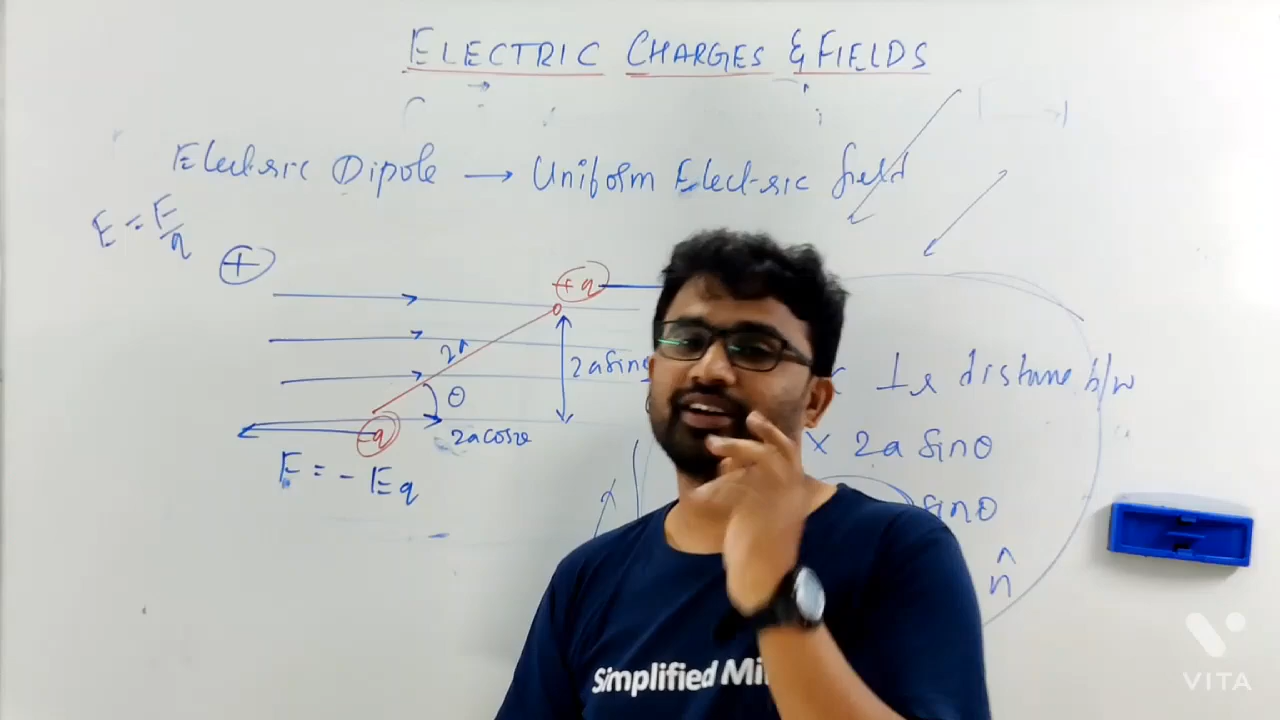 ELECTRIC CHARGES & FIELDS
Electric Dipole → Uniform Electric field
E = F/q
+
+q
2a
2a sinθ
θ
-q
2a cosθ
F = - Eq
⊥r distance b/w
× 2a sinθ
sinθ
n̂
Simplified Mi
VITA